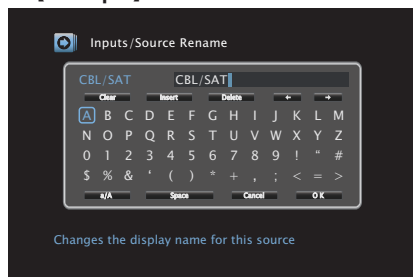 Inputs/Source Rename
CBL/SAT CBL/SAT
Clear Insert Delete ← →
A B C D E F G H I J K L M
N O P Q R S T U V W X Y Z
0 1 2 3 4 5 6 7 8 9 ! “ #
$ % & ‘ ( ) * + , ; < = >
a/A Space Cancel OK
Changes the display name for this source